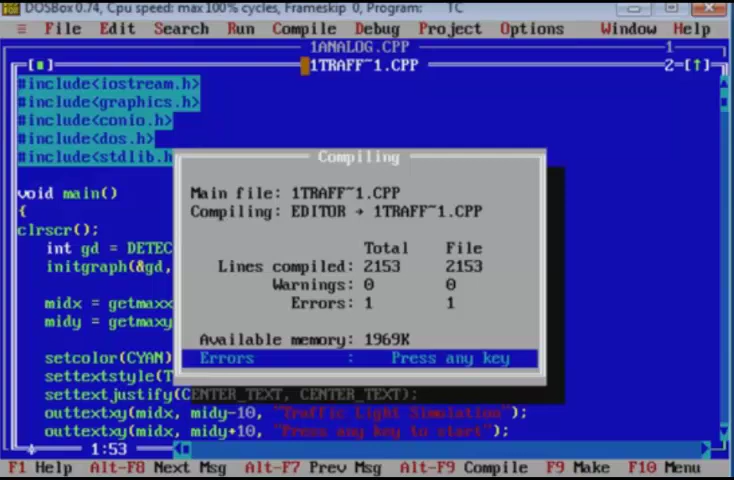 DOSBox 0.74, Cpu speed: max 100% cycles, Frameskip 0, Program: TC
≡ File Edit Search Run Compile Debug Project Options Window Help
1ANALOG.CPP 1
[■] 1TRAFF~1.CPP 2=[↑]
#include<iostream.h>
#include<graphics.h>
#include<conio.h>
#include<dos.h>
#include<stdlib.h
Compiling
void main()
Main file: 1TRAFF~1.CPP
{
Compiling: EDITOR → 1TRAFF~1.CPP
clrscr();
int gd = DETEC
Total File
initgraph(&gd,
Lines compiled: 2153 2153
Warnings: 0 0
midx = getmaxx
Errors: 1 1
midy = getmaxy
Available memory: 1969K
setcolor(CYAN)
Errors : Press any key
settextstyle(T
settextjustify(CENTER_TEXT, CENTER_TEXT);
outtextxy(midx, midy-10, "Traffic Light Simulation");
outtextxy(midx, midy+10, "Press any key to start");
1:53
F1 Help Alt-F8 Next Msg Alt-F7 Prev Msg Alt-F9 Compile F9 Make F10 Menu